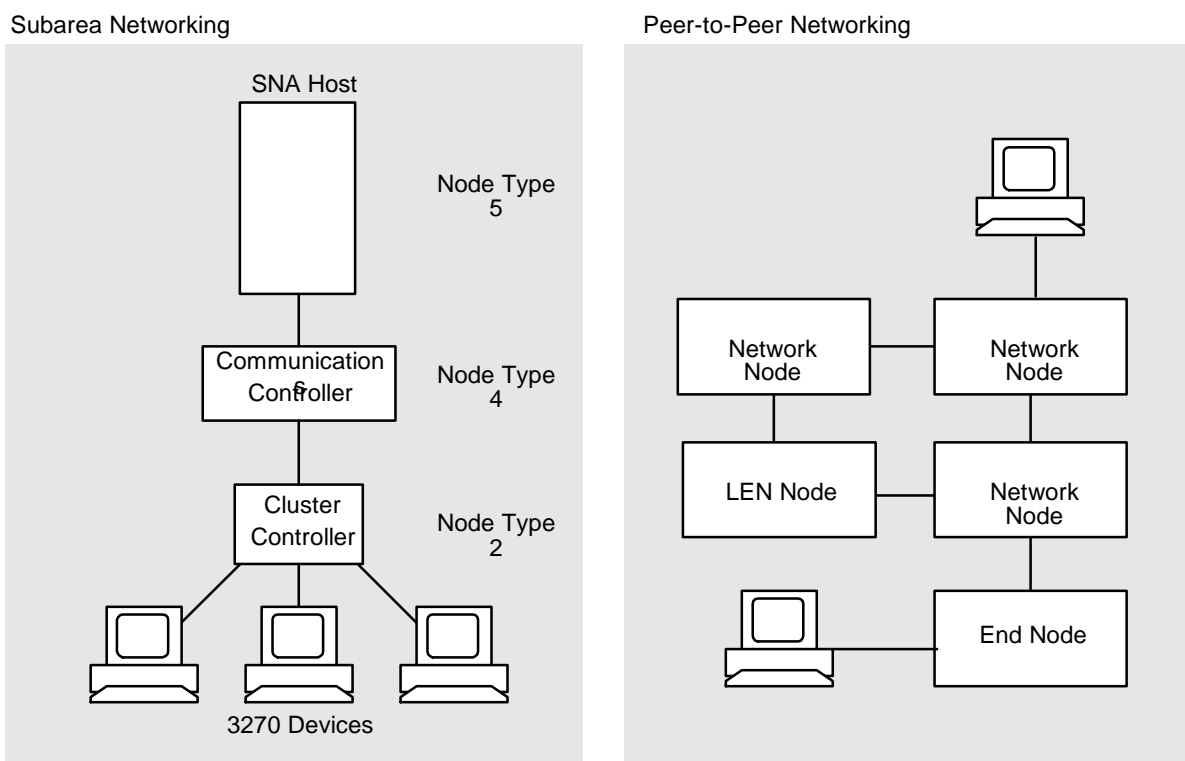 Subarea Networking
SNA Host
Node Type
5
Communication
s
Controller
Node Type
4
Cluster
Controller
Node Type
2
3270 Devices
Peer-to-Peer Networking
Network
Node
Network
Node
LEN Node
Network
Node
End Node